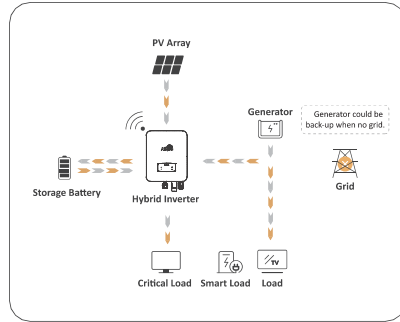 PV Array
Generator
Generator could be
back-up when no grid.
Storage Battery
Hybrid Inverter
Grid
Critical Load
Smart Load
Load
TV